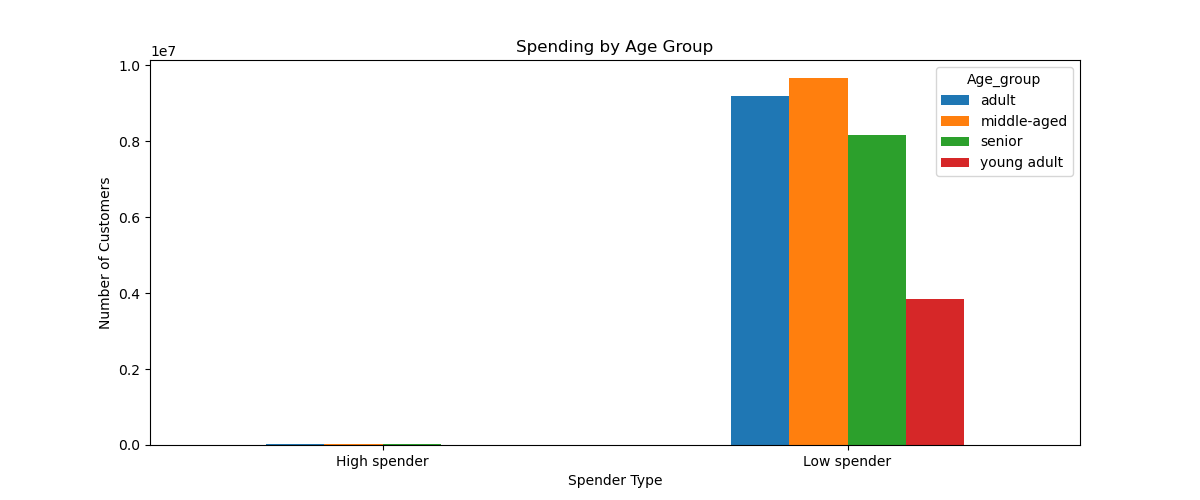 Spending by Age Group
1e7
1.0
0.8
0.6
0.4
0.2
0.0
Number of Customers
Age_group
adult
middle-aged
senior
young adult
High spender
Low spender
Spender Type